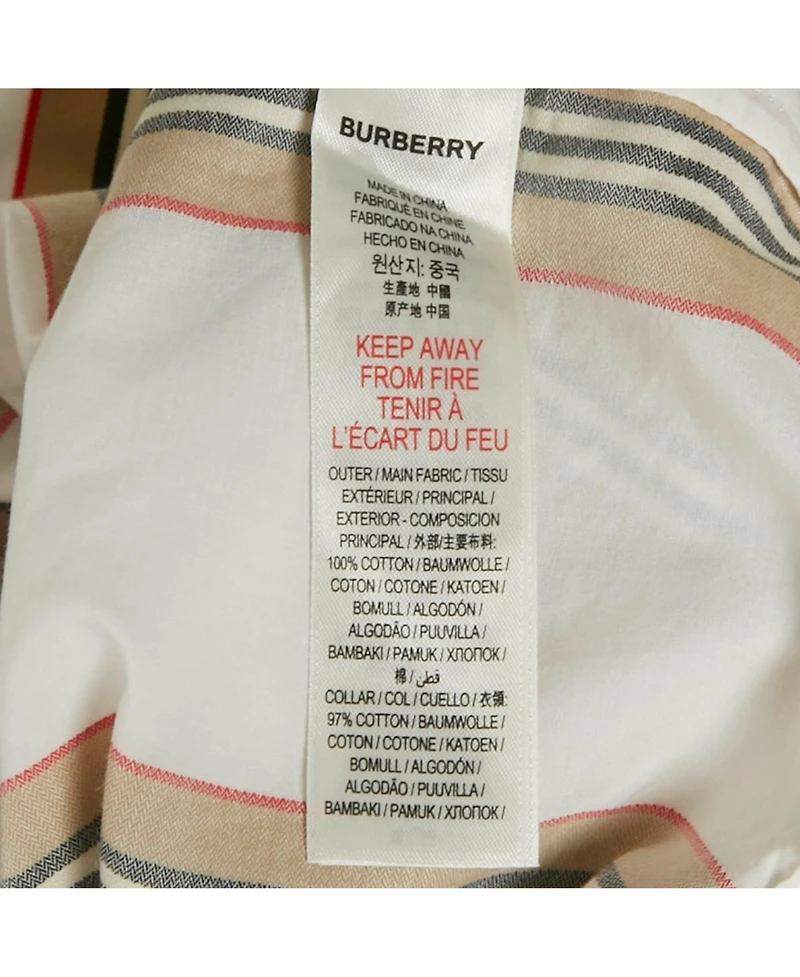 BURBERRY
MADE IN CHINA
FABRIQUÉ EN CHINE
FABRICADO NA CHINA
HECHO EN CHINA
원산지: 중국
生產地 中國
原产地 中国
KEEP AWAY
FROM FIRE
TENIR À
L'ÉCART DU FEU
OUTER / MAIN FABRIC / TISSU
EXTÉRIEUR / PRINCIPAL /
EXTERIOR - COMPOSICION
PRINCIPAL / 外部/主要布料:
100% COTTON / BAUMWOLLE /
COTON / COTONE / KATOEN /
BOMULL / ALGODÓN /
ALGODÃO / PUUVILLA /
BAMBAKI / PAMUK / ХЛОПОК /
棉 / قطن
COLLAR / COL / CUELLO / 衣領:
97% COTTON / BAUMWOLLE /
COTON / COTONE / KATOEN /
BOMULL / ALGODÓN /
ALGODÃO / PUUVILLA /
BAMBAKI / PAMUK / ХЛОПОК /